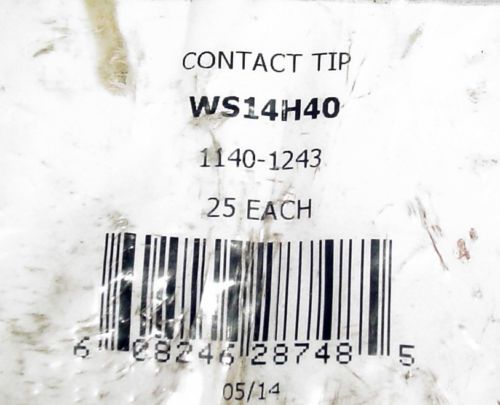 CONTACT TIP
WS14H40
1140-1243
25 EACH
6 08246 28748 5
05/14